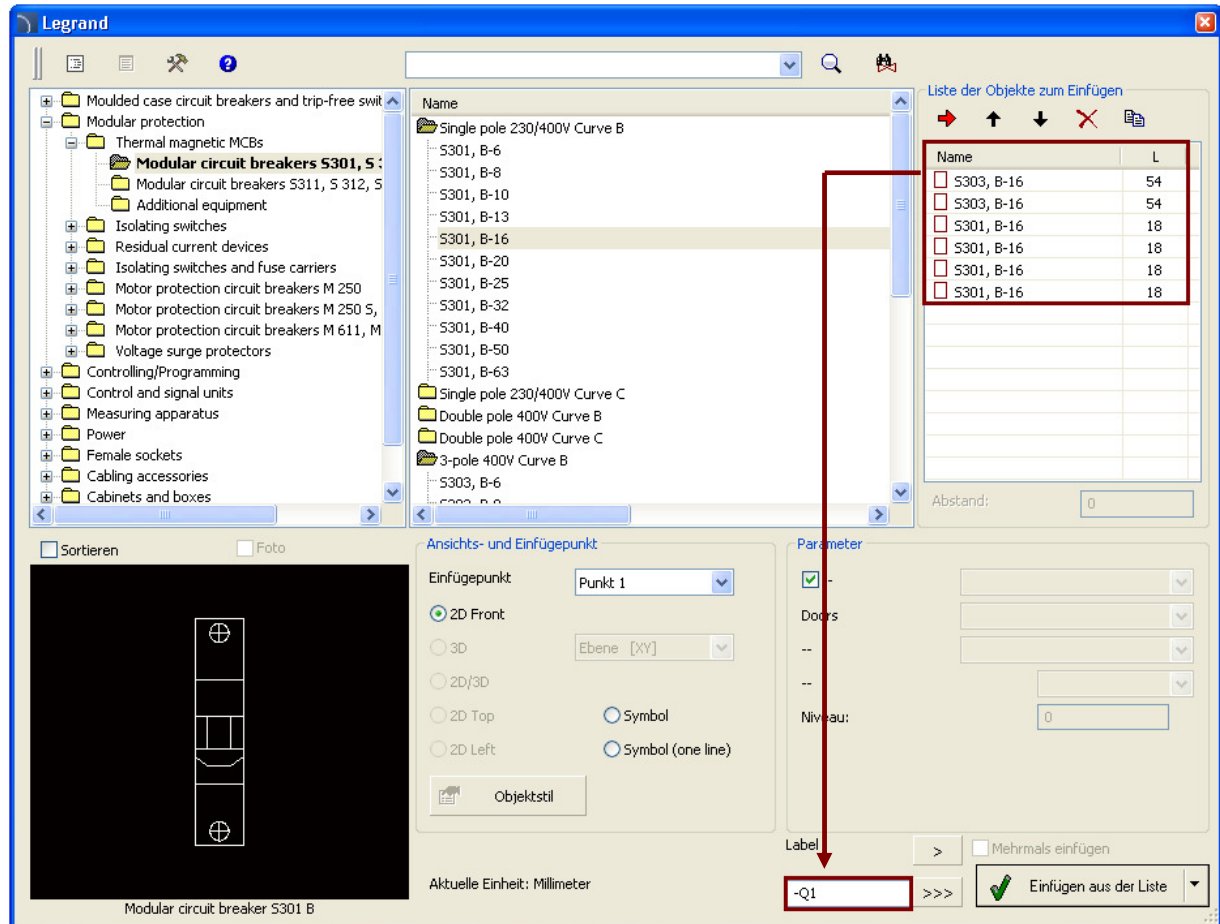 Legrand
Moulded case circuit breakers and trip-free swit
Modular protection
Thermal magnetic MCBs
Modular circuit breakers S301, S 
Modular circuit breakers S311, S 312, S
Additional equipment
Isolating switches
Residual current devices
Isolating switches and fuse carriers
Motor protection circuit breakers M 250
Motor protection circuit breakers M 250 S,
Motor protection circuit breakers M 611, M
Voltage surge protectors
Controlling/Programming
Control and signal units
Measuring apparatus
Power
Female sockets
Cabling accessories
Cabinets and boxes
Name
Single pole 230/400V Curve B
S301, B-6
S301, B-8
S301, B-10
S301, B-13
S301, B-16
S301, B-20
S301, B-25
S301, B-32
S301, B-40
S301, B-50
S301, B-63
Single pole 230/400V Curve C
Double pole 400V Curve B
Double pole 400V Curve C
3-pole 400V Curve B
S303, B-6
Liste der Objekte zum Einfügen
Name L
S303, B-16 54
S303, B-16 54
S301, B-16 18
S301, B-16 18
S301, B-16 18
S301, B-16 18
Abstand: 0
Sortieren Foto
Modular circuit breaker S301 B
Ansichts- und Einfügepunkt
Einfügepunkt Punkt 1
2D Front
3D Ebene [XY]
2D/3D
2D Top Symbol
2D Left Symbol (one line)
Objektstil
Aktuelle Einheit: Millimeter
Parameter
-
Doors
--
--
Niveau: 0
Label > Mehrmals einfügen
-Q1 >>> Einfügen aus der Liste